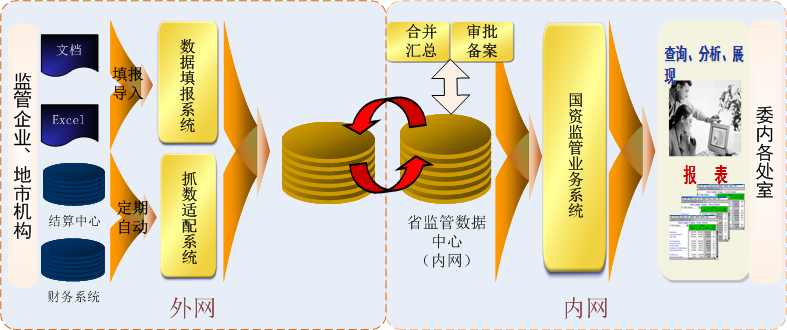 监管企业、地市机构
文档
Excel
结算中心
财务系统
填报
导入
定期
自动
数据填报系统
抓数适配系统
外网
合并
汇总
审批
备案
省监管数据
中心
（内网）
国资监管业务系统
查询、分析、展
现
报 表
委内各处室
内网